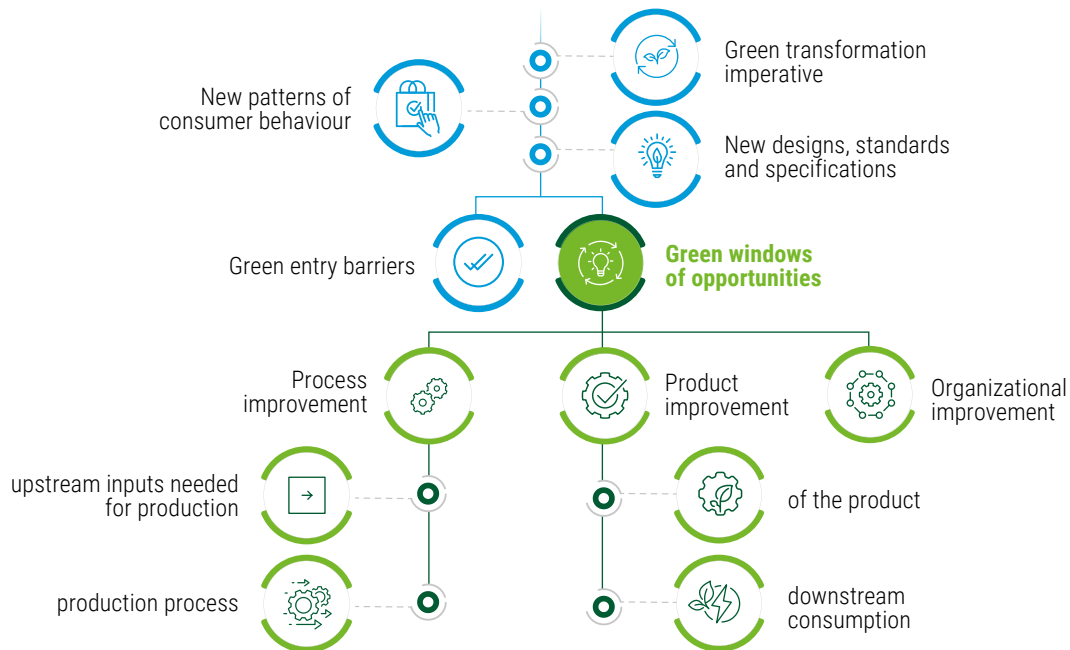 Green transformation
imperative
New patterns of
consumer behaviour
New designs, standards
and specifications
Green entry barriers
Green windows
of opportunities
Process
improvement
Product
improvement
Organizational
improvement
upstream inputs needed
for production
of the product
production process
downstream
consumption